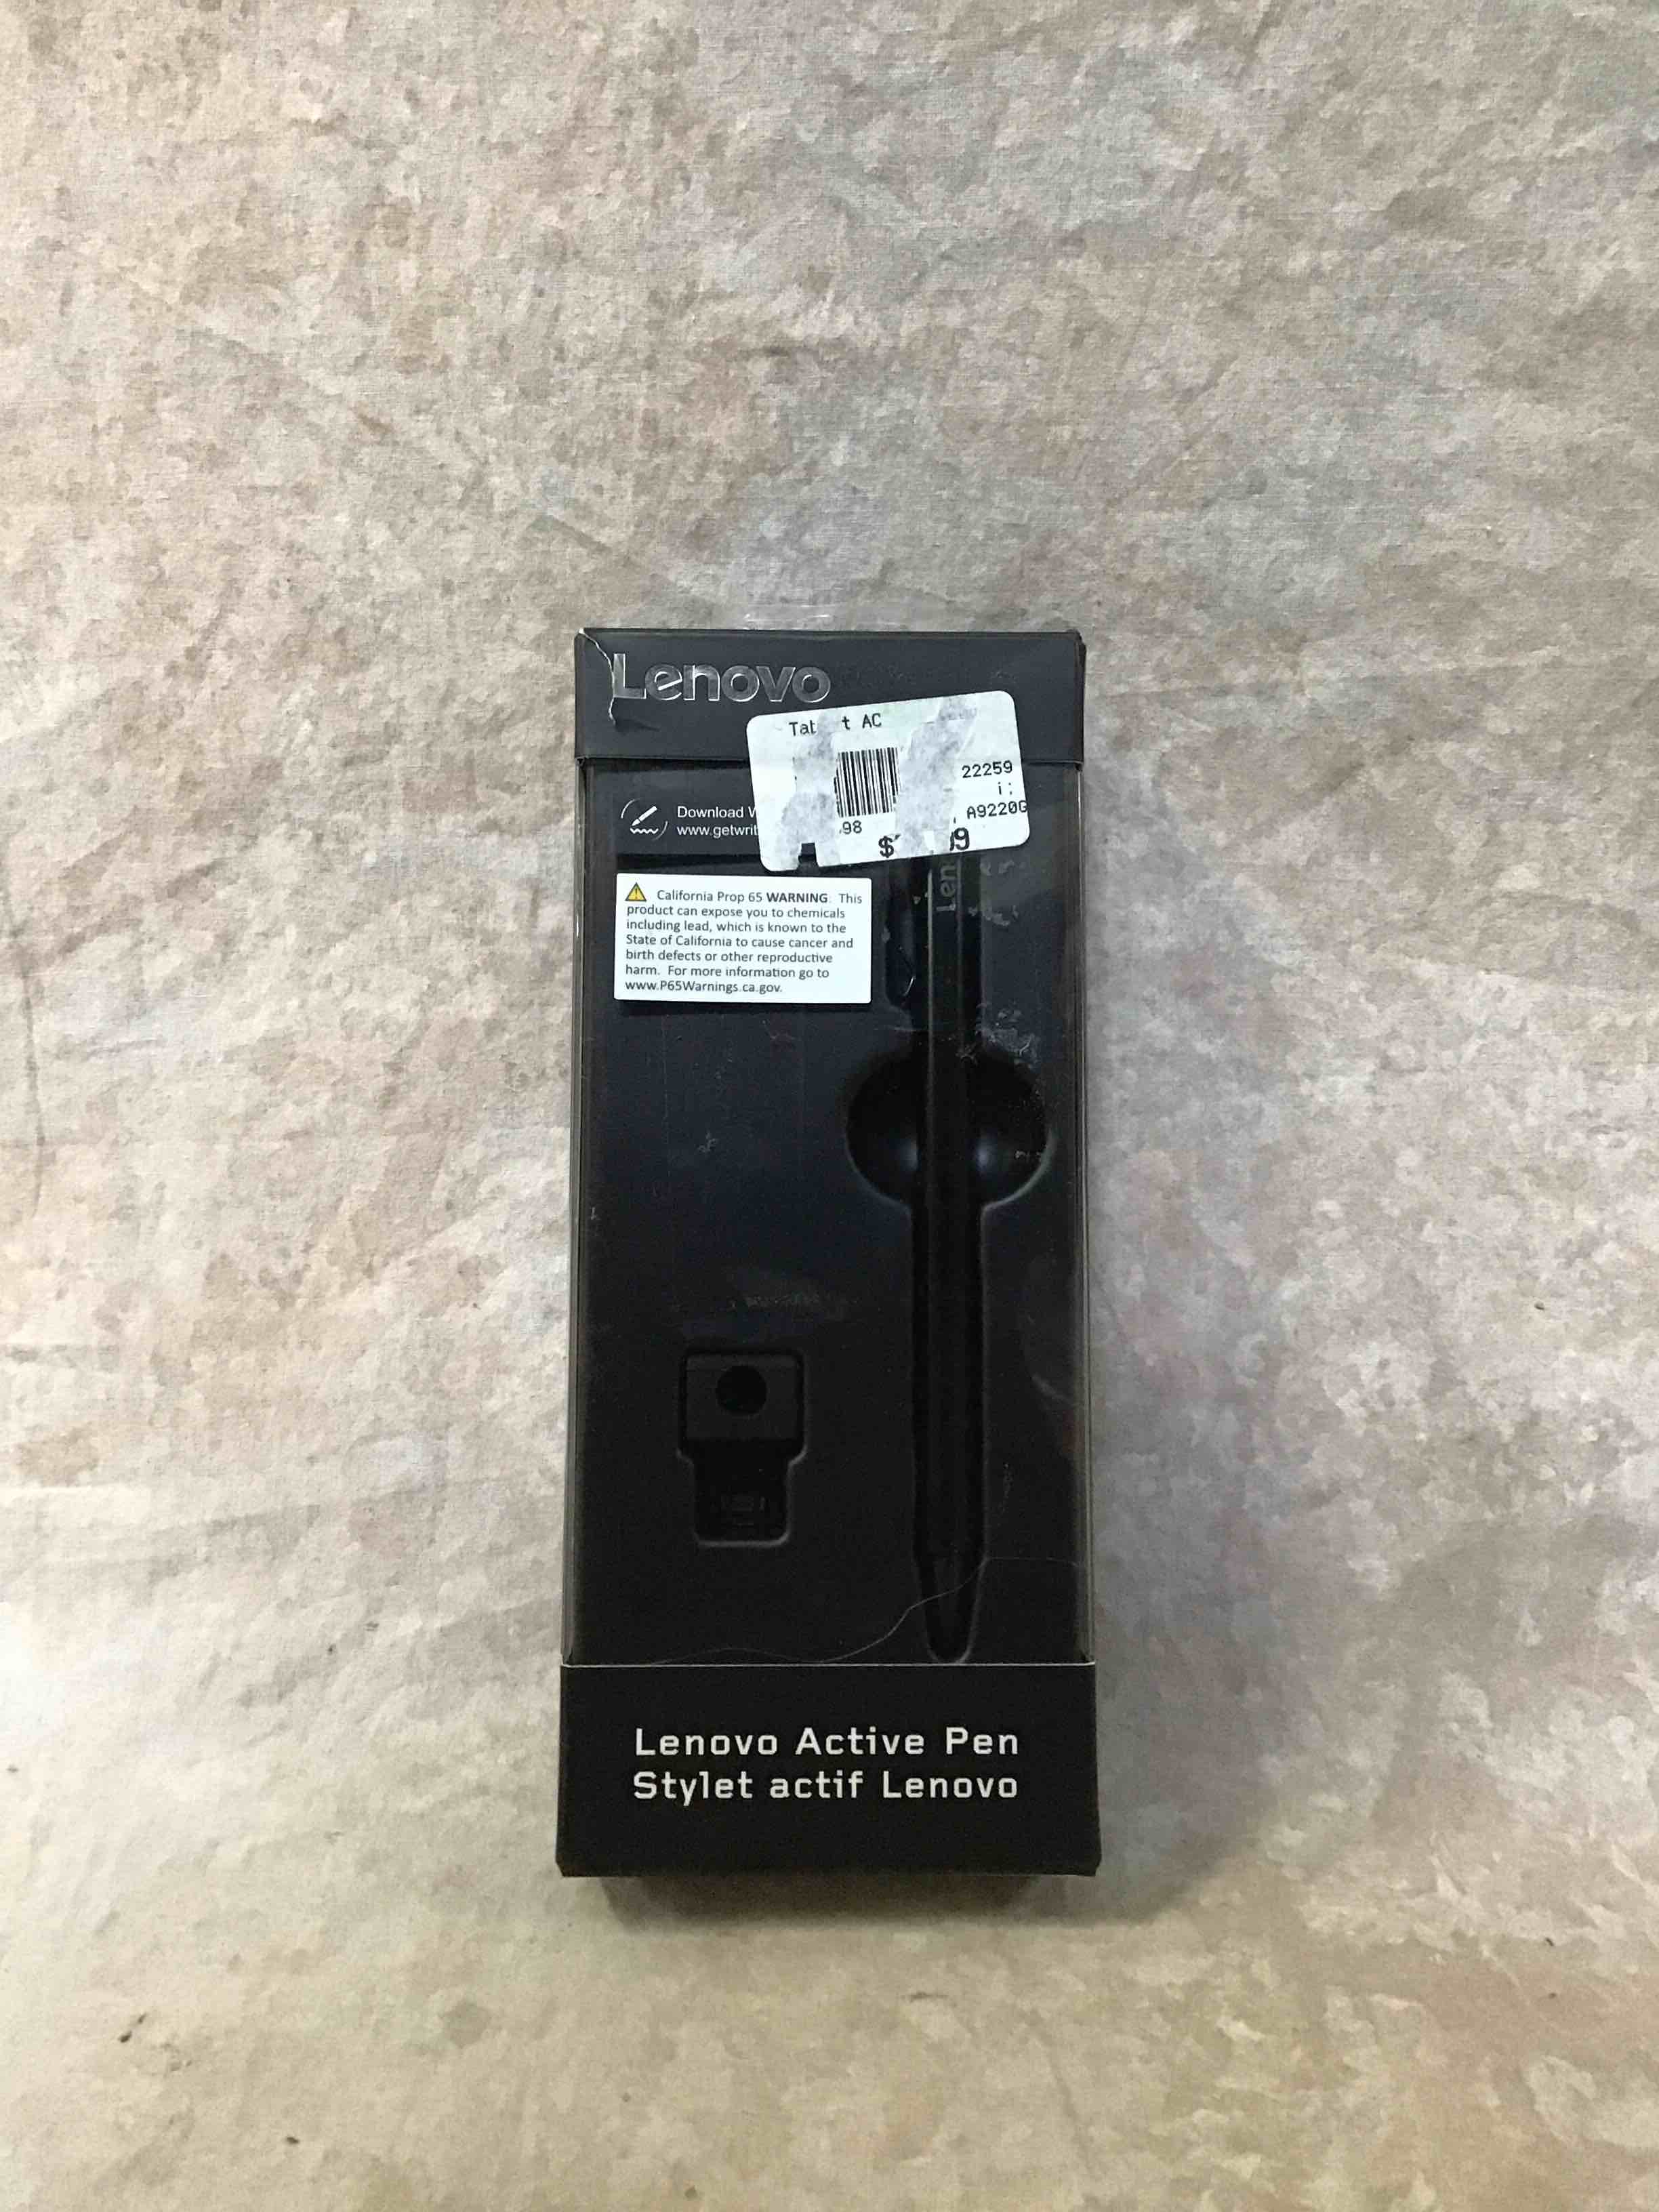 Lenovo
AC
22259
A9220G
98
$
Download
www.getwrit
⚠ California Prop 65 WARNING: This
product can expose you to chemicals
including lead, which is known to the
State of California to cause cancer and
birth defects or other reproductive
harm. For more information go to
www.P65Warnings.ca.gov.
Len
Lenovo Active Pen
Stylet actif Lenovo